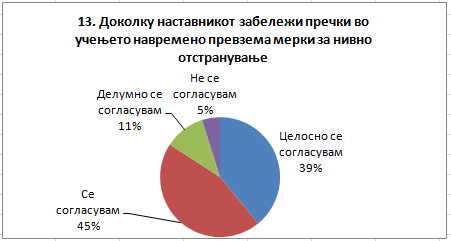 13. Доколку наставникот забележи пречки во
учењето навремено превзема мерки за нивно
отстранување
Не се
согласувам
5%
Делумно се
согласувам
11%
Целосно се
согласувам
39%
Се
согласувам
45%